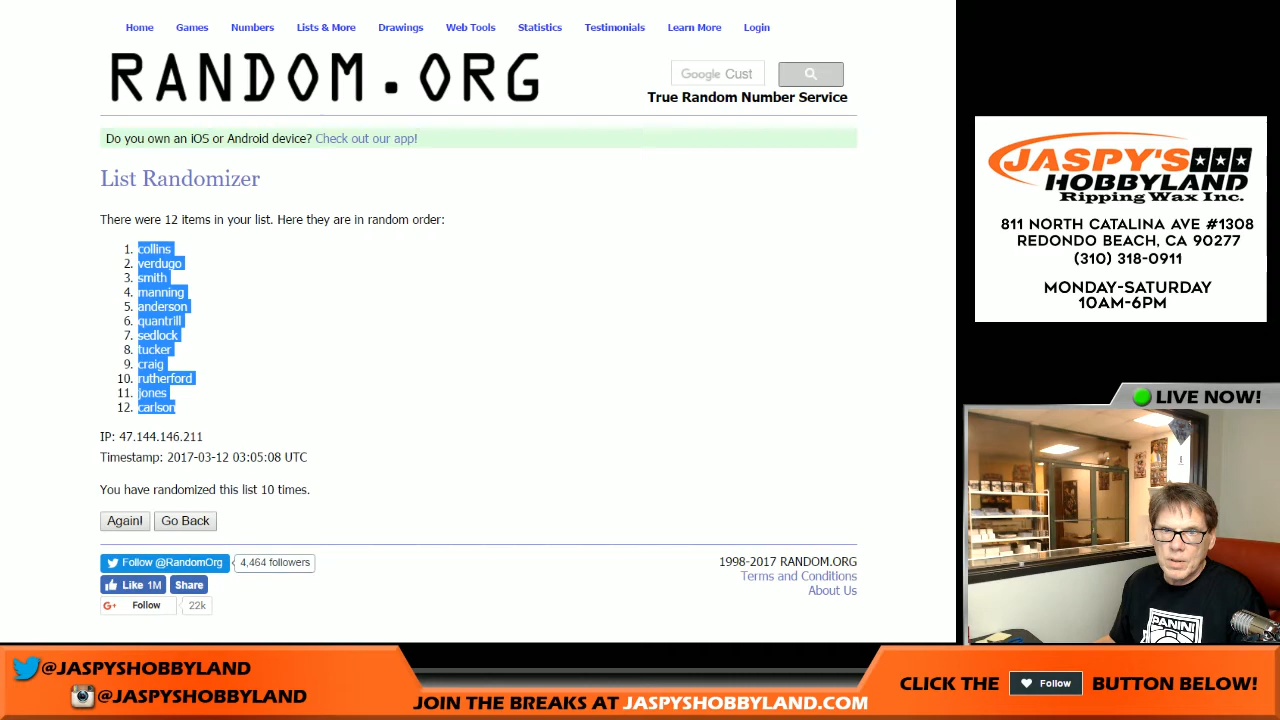 Home Games Numbers Lists & More Drawings Web Tools Statistics Testimonials Learn More Login
RANDOM.ORG
Google Cust
True Random Number Service
Do you own an iOS or Android device? Check out our app!
List Randomizer
There were 12 items in your list. Here they are in random order:
1. collins
2. verdugo
3. smith
4. manning
5. anderson
6. quantrill
7. sedlock
8. tucker
9. craig
10. rutherford
11. jones
12. carlson
IP: 47.144.146.211
Timestamp: 2017-03-12 03:05:08 UTC
You have randomized this list 10 times.
Again! Go Back
Follow @RandomOrg 4,464 followers
Like 1M Share
G+ Follow 22k
1998-2017 RANDOM.ORG
Terms and Conditions
About Us
JASPY'S
HOBBYLAND
Ripping Wax Inc.
811 NORTH CATALINA AVE #1308
REDONDO BEACH, CA 90277
(310) 318-0911
MONDAY-SATURDAY
10AM-6PM
LIVE NOW!
PANINI
@JASPYSHOBBYLAND
@JASPYSHOBBYLAND
JOIN THE BREAKS AT JASPYSHOBBYLAND.COM
CLICK THE Follow BUTTON BELOW!